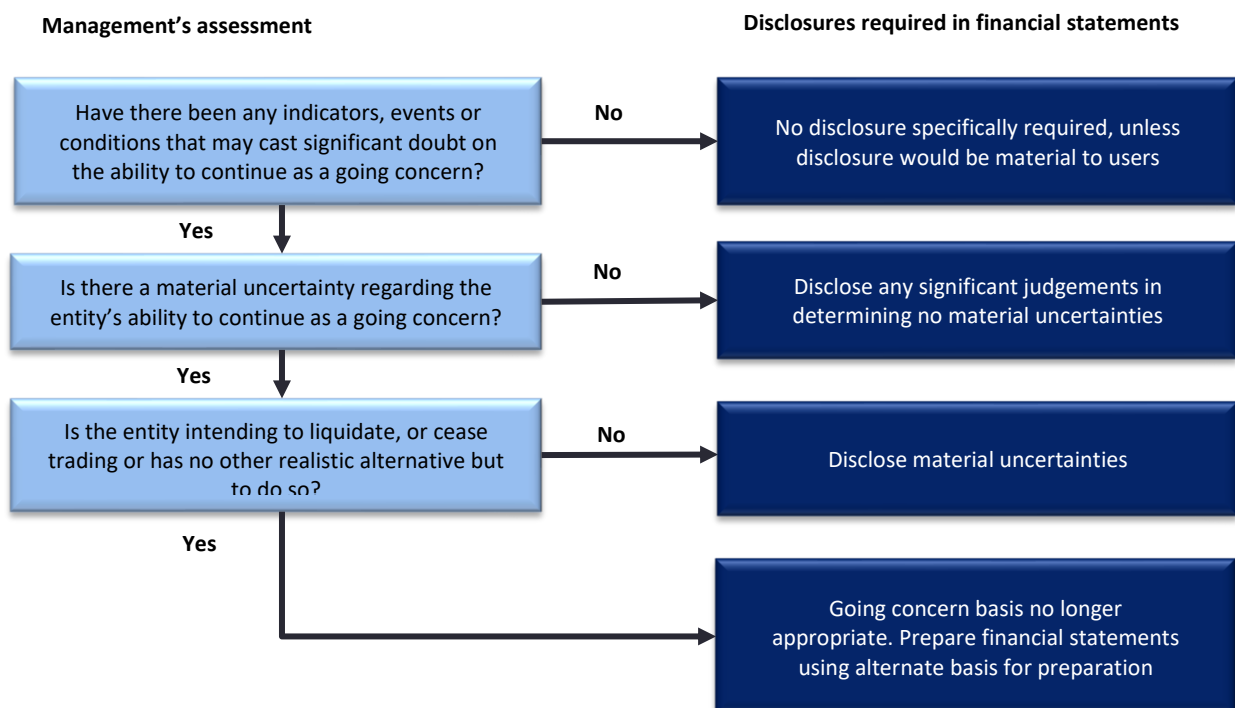 Management’s assessment
Disclosures required in financial statements
Have there been any indicators, events or
conditions that may cast significant doubt on
the ability to continue as a going concern?
No
No disclosure specifically required, unless
disclosure would be material to users
Yes
Is there a material uncertainty regarding the
entity’s ability to continue as a going concern?
No
Disclose any significant judgements in
determining no material uncertainties
Yes
Is the entity intending to liquidate, or cease
trading or has no other realistic alternative but
to do so?
No
Disclose material uncertainties
Yes
Going concern basis no longer
appropriate. Prepare financial statements
using alternate basis for preparation